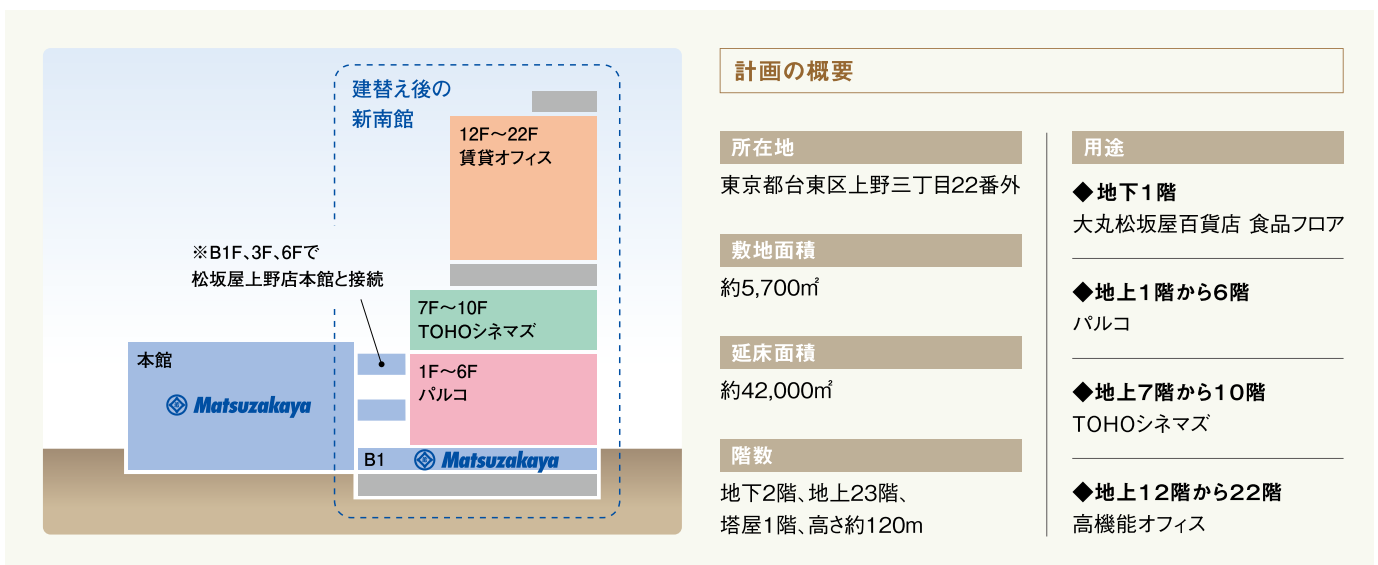 建替え後の
新南館
12F～22F
賃貸オフィス
※B1F、3F、6Fで
松坂屋上野店本館と接続
7F～10F
TOHOシネマズ
本館
Matsuzakaya
1F～6F
パルコ
B1 Matsuzakaya
計画の概要
所在地
東京都台東区上野三丁目22番外
敷地面積
約5,700㎡
延床面積
約42,000㎡
階数
地下2階、地上23階、
塔屋1階、高さ約120m
用途
◆地下1階
大丸松坂屋百貨店 食品フロア
◆地上1階から6階
パルコ
◆地上7階から10階
TOHOシネマズ
◆地上12階から22階
高機能オフィス